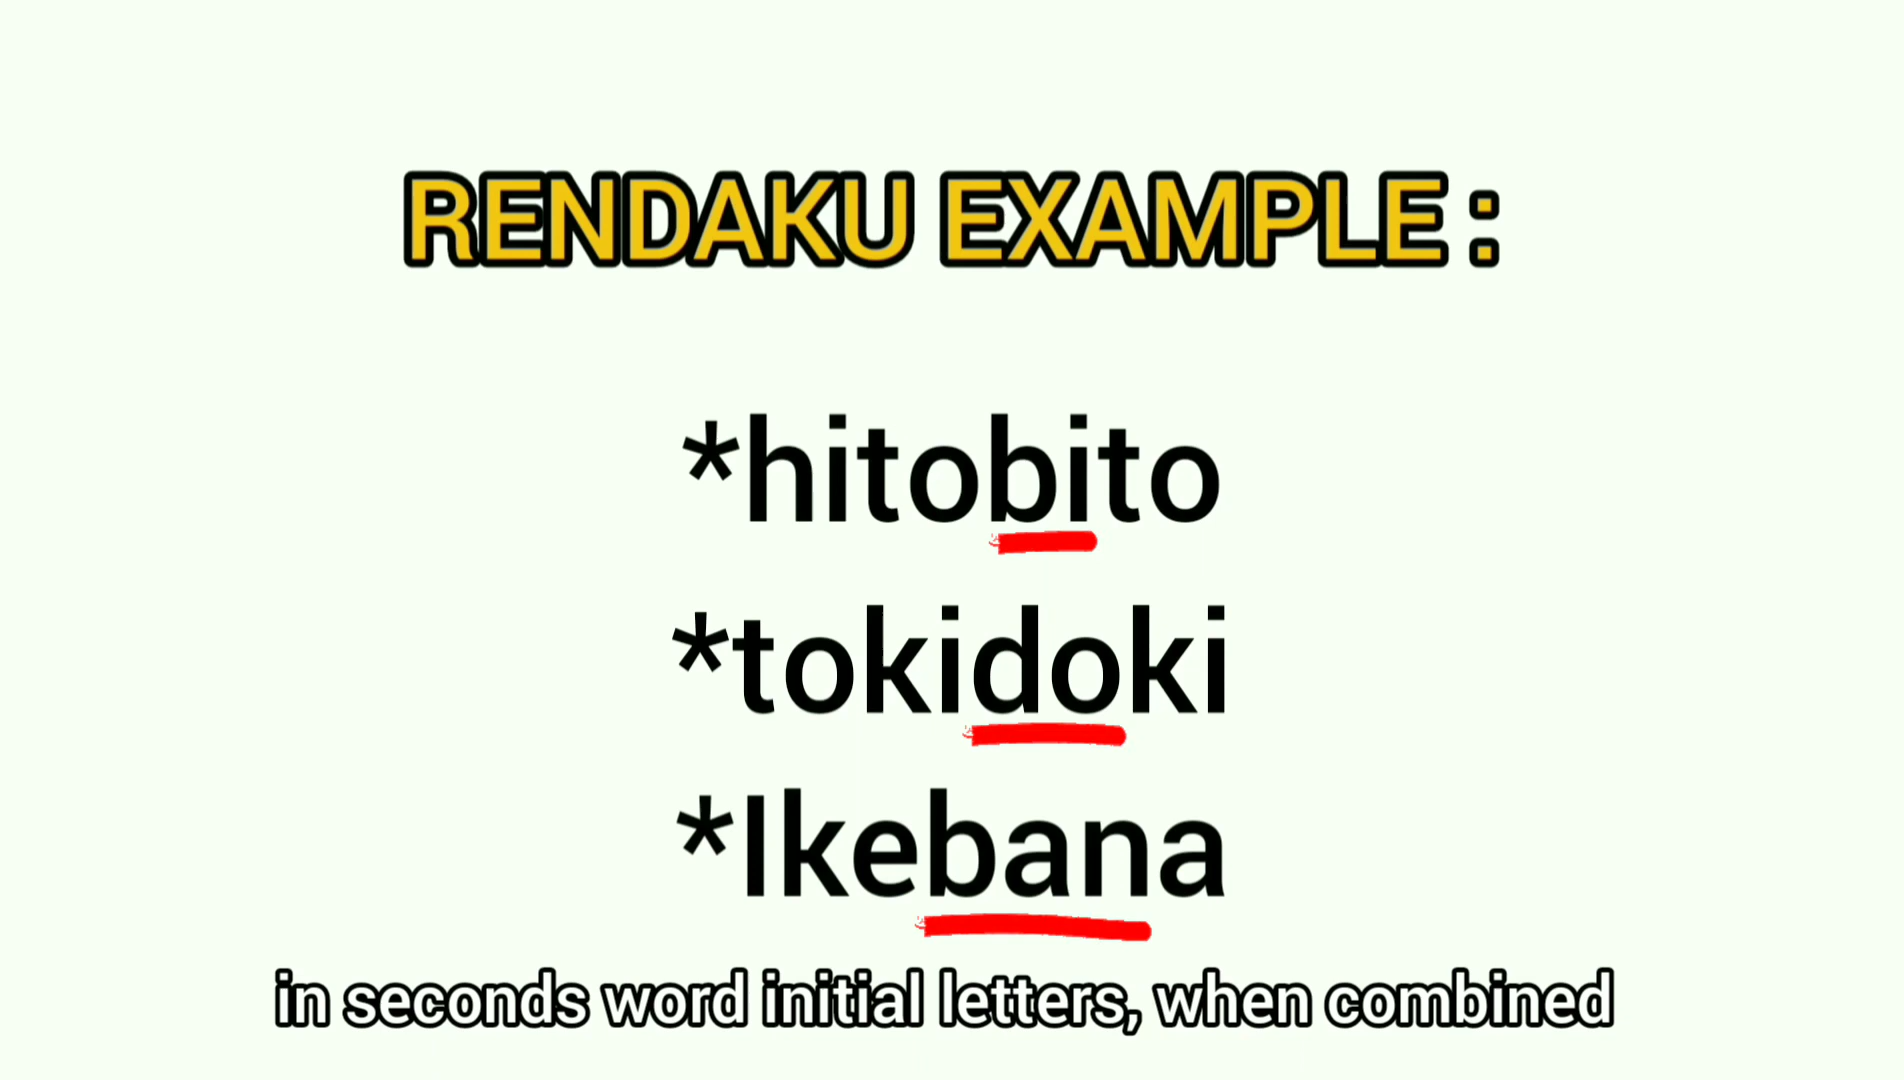 RENDAKU EXAMPLE :
*hitobito
*tokidoki
*Ikebana
in seconds word initial letters, when combined